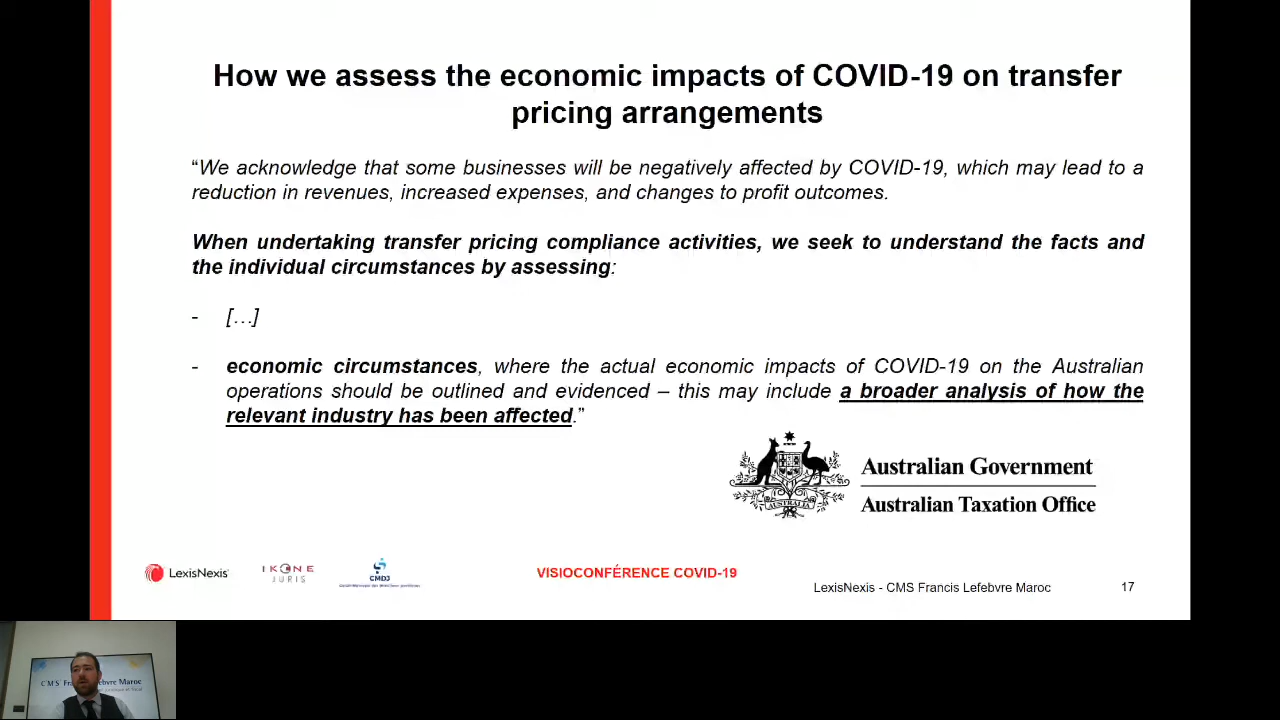 How we assess the economic impacts of COVID-19 on transfer
pricing arrangements
“We acknowledge that some businesses will be negatively affected by COVID-19, which may lead to a
reduction in revenues, increased expenses, and changes to profit outcomes.
When undertaking transfer pricing compliance activities, we seek to understand the facts and
the individual circumstances by assessing:
- […]
- economic circumstances, where the actual economic impacts of COVID-19 on the Australian
operations should be outlined and evidenced – this may include a broader analysis of how the
relevant industry has been affected.”
AUSTRALIA
Australian Government
Australian Taxation Office
LexisNexis
IKONE
JURIS
CMDJ
VISIOCONFÉRENCE COVID-19
LexisNexis - CMS Francis Lefebvre Maroc
17
Lefebvre Maroc